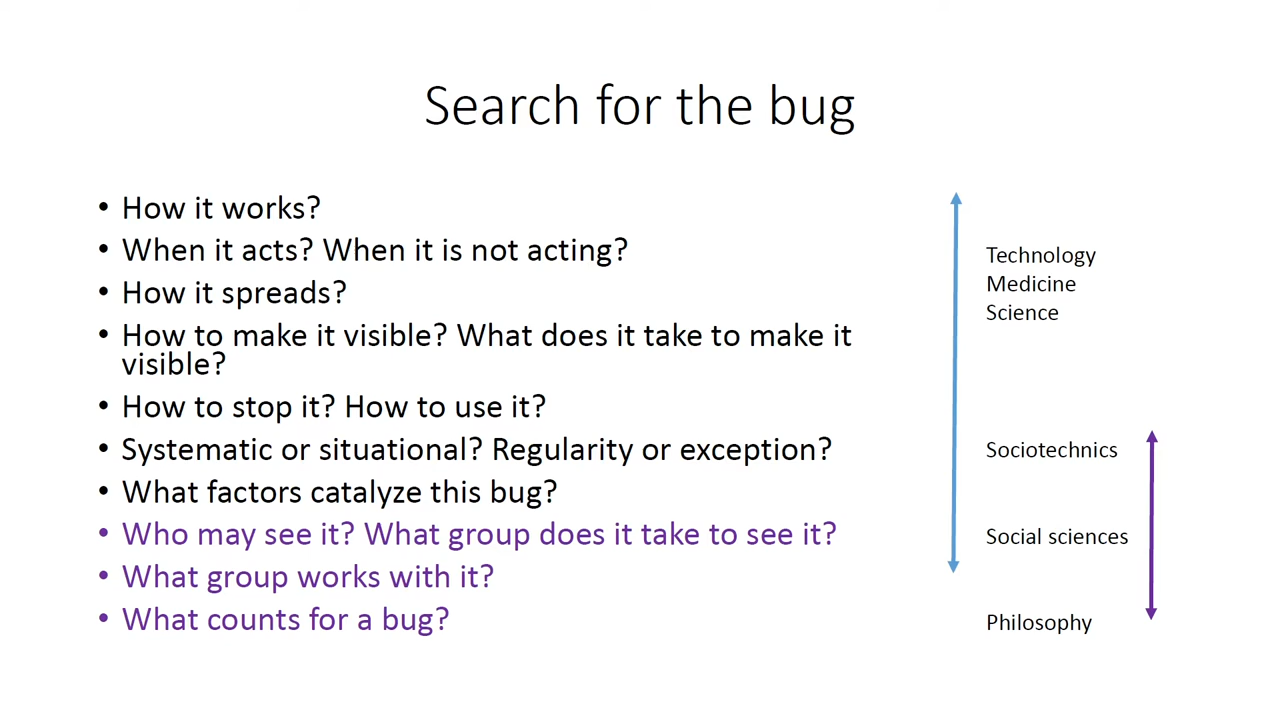 Search for the bug
• How it works?
• When it acts? When it is not acting?
• How it spreads?
• How to make it visible? What does it take to make it
visible?
• How to stop it? How to use it?
• Systematic or situational? Regularity or exception?
• What factors catalyze this bug?
• Who may see it? What group does it take to see it?
• What group works with it?
• What counts for a bug?
Technology
Medicine
Science
Sociotechnics
Social sciences
Philosophy